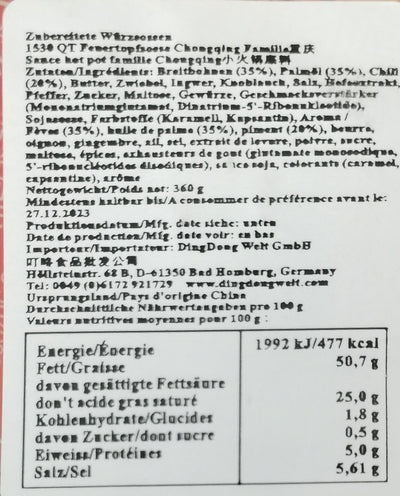 Zubereitete Würzsossen
1530 QT Feuertopfsoese Chongqing Familie重庆
Sauce hot pot famille Chongqing小火锅底料
Zutaten/Ingrédients: Breitbohnen (35%), Palmöl (35%), Chili
(20%), Butter, Zwiebel, Ingwer, Knoblauch, Salz, Hefeextrakt,
Pfeffer, Zucker, Maltose, Gewürze, Geschmacksverstärker
(Mononatriumglutamat, Dinatrium-5'-Ribonukleotide),
Sojasosse, Farbstoffe (Karamell, Kapsantin), Aroma /
Fèves (35%), huile de palme (35%), piment (20%), beurre,
oignon, gingembre, ail, sel, extrait de levure, poivre, sucre,
maltose, épices, exhausteurs de gout (glutamate monosodique,
5'-ribonucléotides disodiques), sauce soja, colorants (caramel,
capsantine), arôme
Nettogewicht/Poids net: 360 g
Mindestens haltbar bis/A consommer de préférence avant le:
27.12.2023
Produktionsdatum/Mfg. date siehe: unten
Date de production/Mfg. date voir: en bas
Importeur/Importateur: DingDong Welt GmbH
叮咚食品批发公司
Hölsteinstr. 68 B, D-61350 Bad Homburg, Germany
Tel: 0049 (0)6172 921729 www.dingdongwelt.com
Ursprungsland/Pays d'origine China
Durchschnittliche Nährwertangaben pro 100 g
Valeurs nutritives moyennes pour 100 g :
Energie/Énergie 1992 kJ/477 kcal
Fett/Graisse 50,7 g
davon gesättigte Fettsäure
don't acide gras saturé 25,0 g
Kohlenhydrate/Glucides 1,8 g
davon Zucker/dont sucre 0,5 g
Eiweiss/Protéines 5,0 g
Salz/Sel 5,61 g